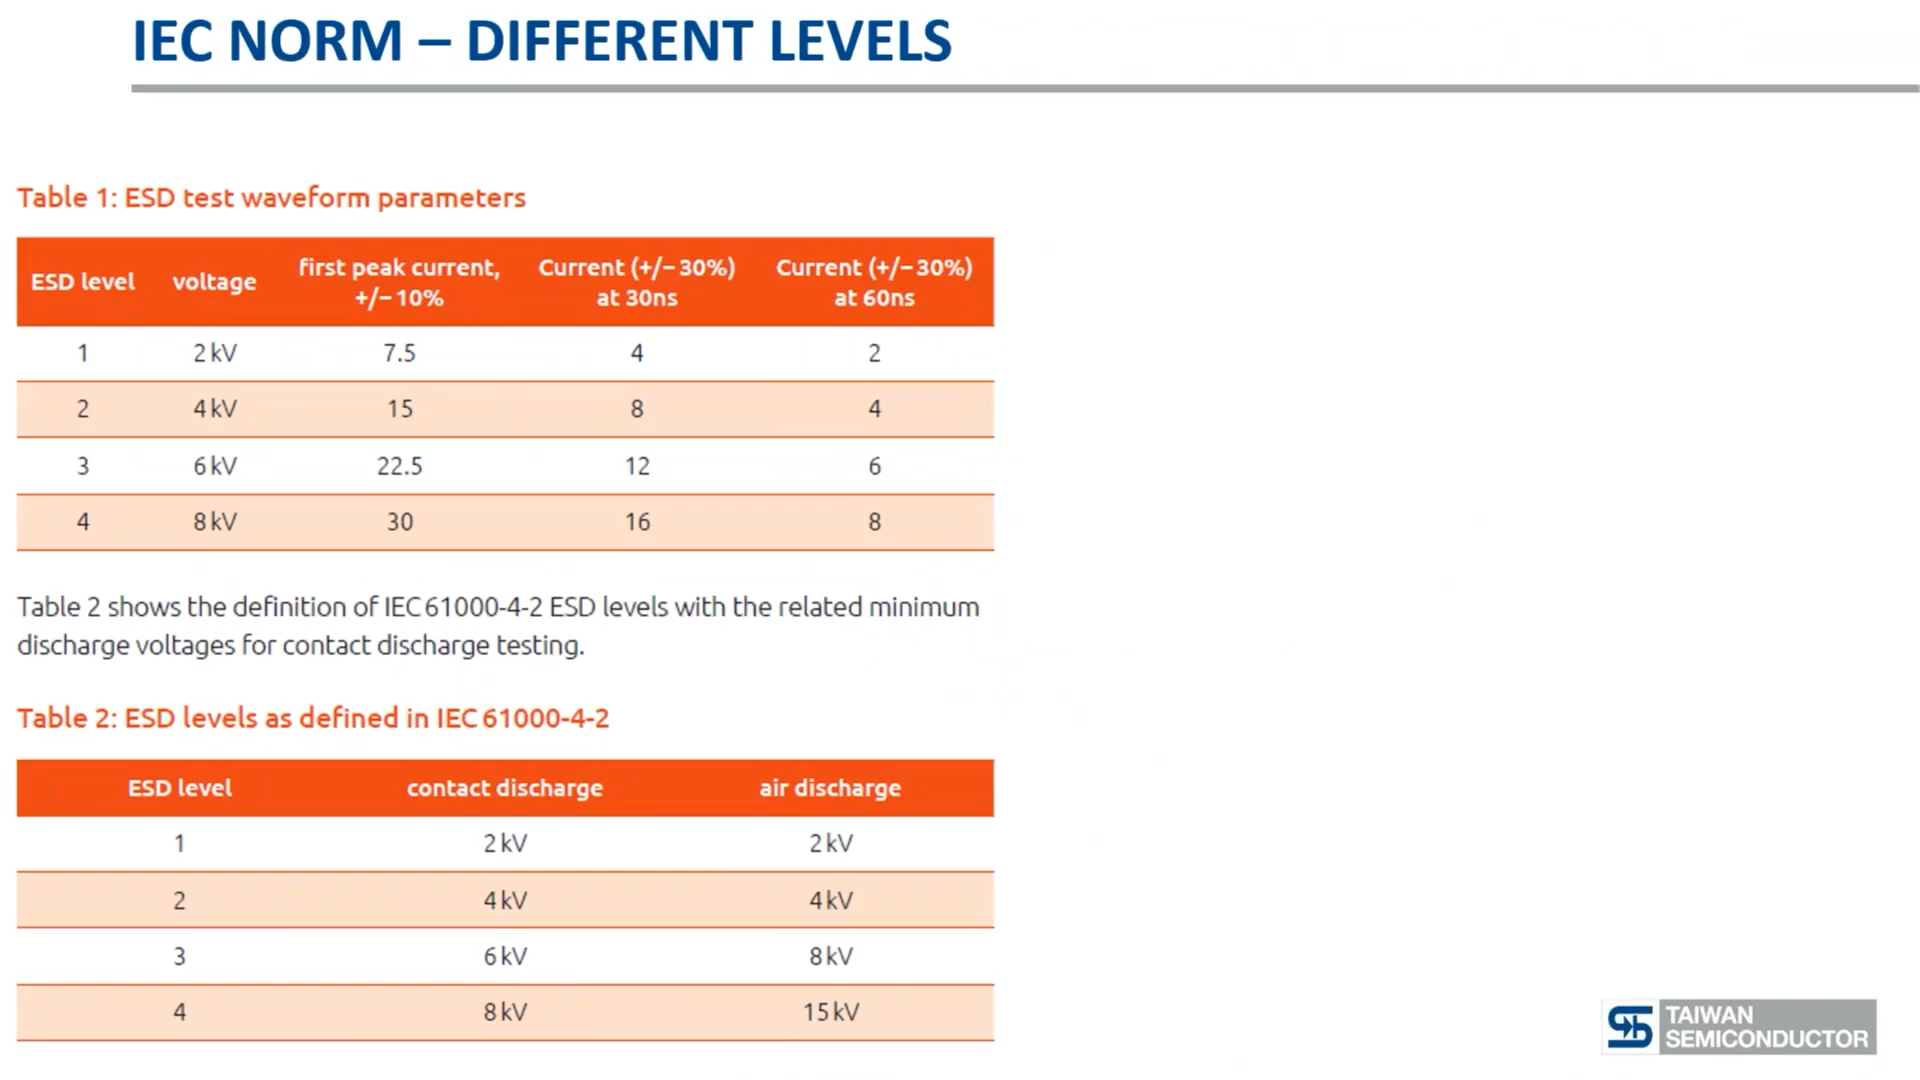 IEC NORM – DIFFERENT LEVELS
Table 1: ESD test waveform parameters
ESD level voltage first peak current, +/– 10% Current (+/– 30%) at 30ns Current (+/– 30%) at 60ns
1 2 kV 7.5 4 2
2 4 kV 15 8 4
3 6 kV 22.5 12 6
4 8 kV 30 16 8
Table 2 shows the definition of IEC 61000-4-2 ESD levels with the related minimum
discharge voltages for contact discharge testing.
Table 2: ESD levels as defined in IEC 61000-4-2
ESD level contact discharge air discharge
1 2 kV 2 kV
2 4 kV 4 kV
3 6 kV 8 kV
4 8 kV 15 kV
TAIWAN
SEMICONDUCTOR